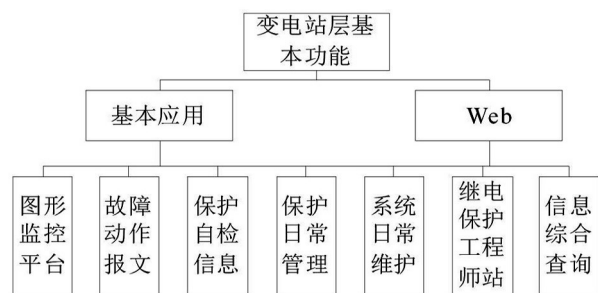 变电站层基
本功能
基本应用
Web
图形
监控
平台
故障
动作
报文
保护
自检
信息
保护
日常
管理
系统
日常
维护
继电
保护
工程
师站
信息
综合
查询